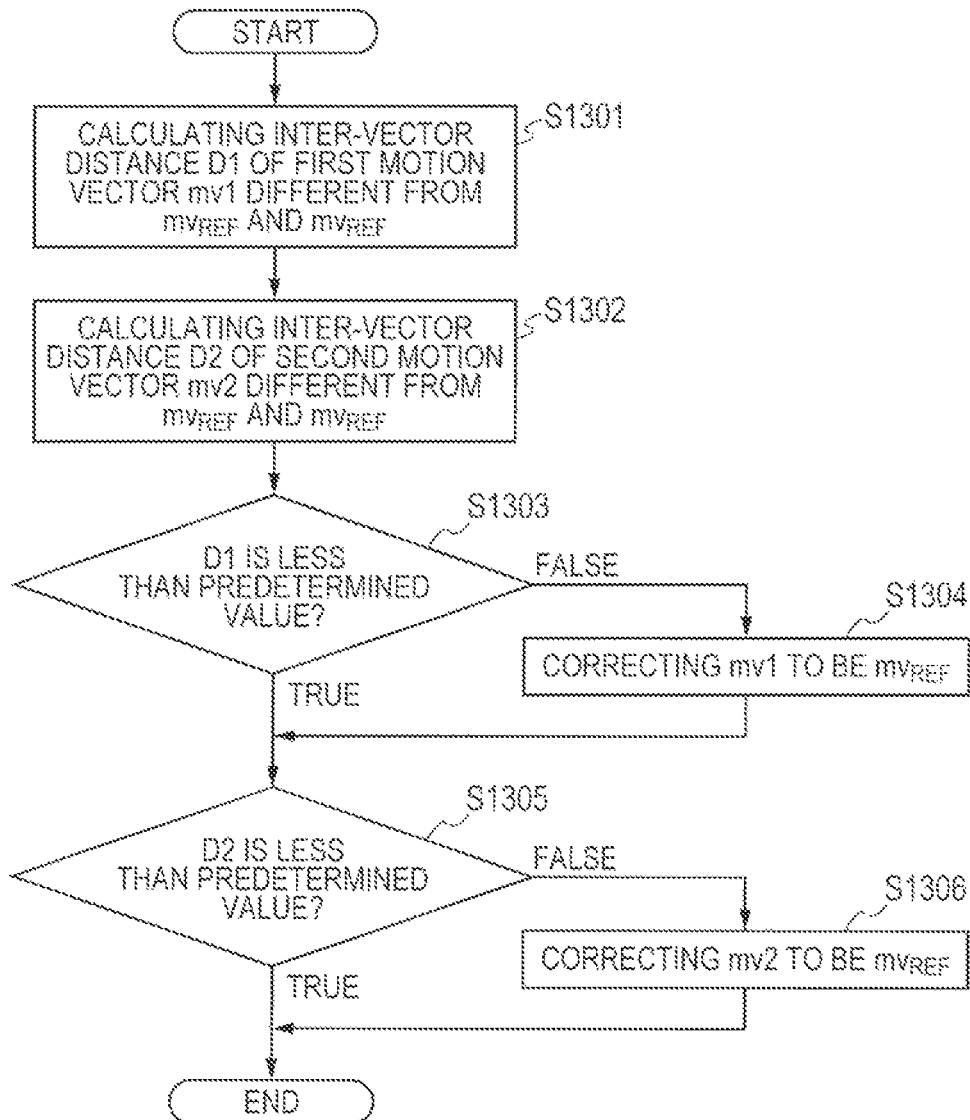 START
S1301
CALCULATING INTER-VECTOR
DISTANCE D1 OF FIRST MOTION
VECTOR mv1 DIFFERENT FROM
mvREF AND mvREF
S1302
CALCULATING INTER-VECTOR
DISTANCE D2 OF SECOND MOTION
VECTOR mv2 DIFFERENT FROM
mvREF AND mvREF
S1303
D1 IS LESS
THAN PREDETERMINED
VALUE?
FALSE
S1304
CORRECTING mv1 TO BE mvREF
TRUE
S1305
D2 IS LESS
THAN PREDETERMINED
VALUE?
FALSE
S1306
CORRECTING mv2 TO BE mvREF
TRUE
END